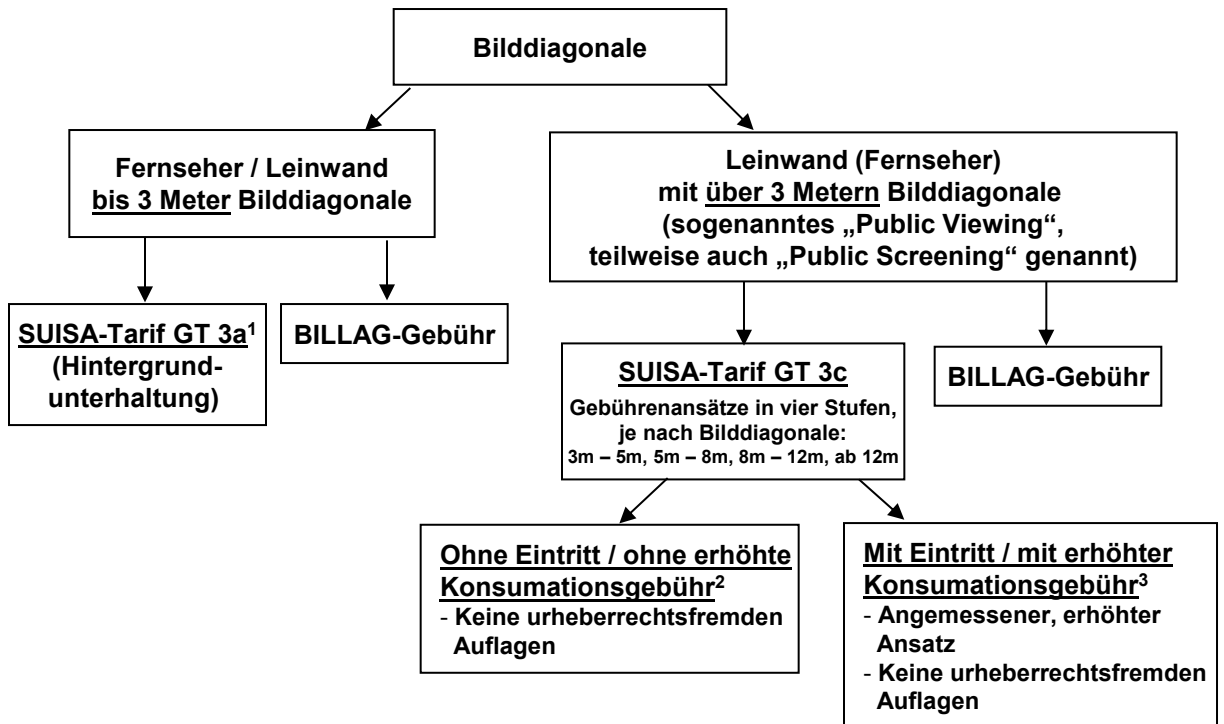 Bilddiagonale
Fernseher / Leinwand
bis 3 Meter Bilddiagonale
Leinwand (Fernseher)
mit über 3 Metern Bilddiagonale
(sogenanntes „Public Viewing“,
teilweise auch „Public Screening“ genannt)
SUISA-Tarif GT 3a¹
(Hintergrund-
unterhaltung)
BILLAG-Gebühr
SUISA-Tarif GT 3c
Gebührenansätze in vier Stufen,
je nach Bilddiagonale:
3m – 5m, 5m – 8m, 8m – 12m, ab 12m
BILLAG-Gebühr
Ohne Eintritt / ohne erhöhte
Konsumationsgebühr²
- Keine urheberrechtsfremden
Auflagen
Mit Eintritt / mit erhöhter
Konsumationsgebühr³
- Angemessener, erhöhter
Ansatz
- Keine urheberrechtsfremden
Auflagen